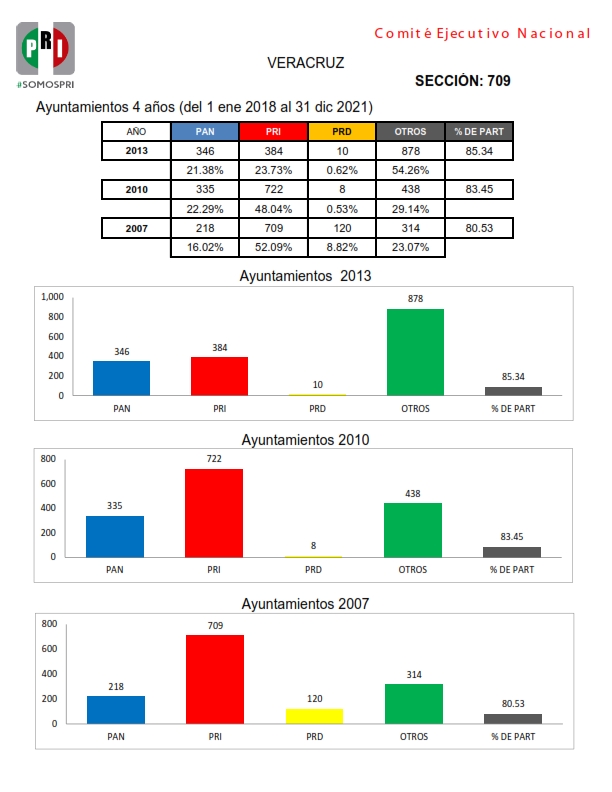 Comité Ejecutivo Nacional
PRI
#SOMOSPRI
VERACRUZ
SECCIÓN: 709
Ayuntamientos 4 años (del 1 ene 2018 al 31 dic 2021)
AÑO PAN PRI PRD OTROS % DE PART
2013 346 384 10 878 85.34
21.38% 23.73% 0.62% 54.26%
2010 335 722 8 438 83.45
22.29% 48.04% 0.53% 29.14%
2007 218 709 120 314 80.53
16.02% 52.09% 8.82% 23.07%
Ayuntamientos 2013
1,000
800
600
400
200
0
346 384 10 878 85.34
PAN PRI PRD OTROS % DE PART
Ayuntamientos 2010
800
600
400
200
0
335 722 8 438 83.45
PAN PRI PRD OTROS % DE PART
Ayuntamientos 2007
800
600
400
200
0
218 709 120 314 80.53
PAN PRI PRD OTROS % DE PART